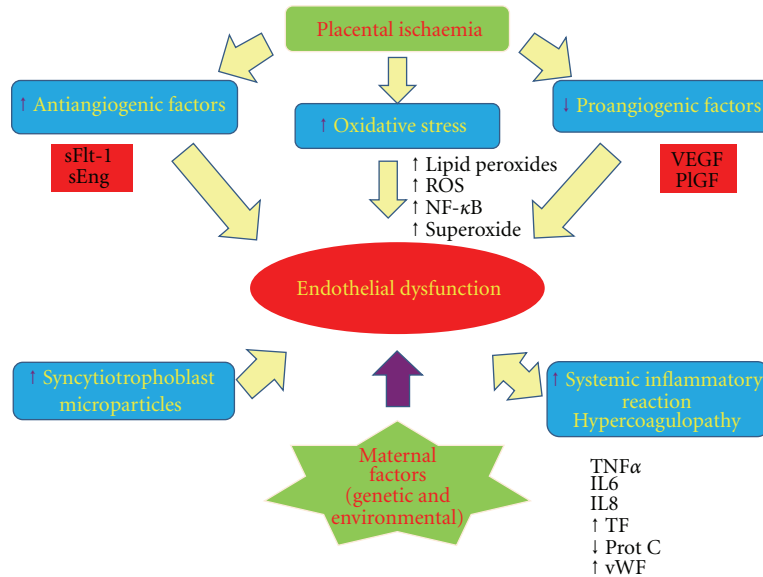 Placental ischaemia
↑ Antiangiogenic factors
↑ Oxidative stress
↓ Proangiogenic factors
sFlt-1
sEng
↑ Lipid peroxides
↑ ROS
↑ NF-κB
↑ Superoxide
VEGF
PlGF
Endothelial dysfunction
↑ Syncytiotrophoblast
microparticles
↑ Systemic inflammatory
reaction
Hypercoagulopathy
Maternal
factors
(genetic and
environmental)
TNFα
IL6
IL8
↑ TF
↓ Prot C
↑ vWF